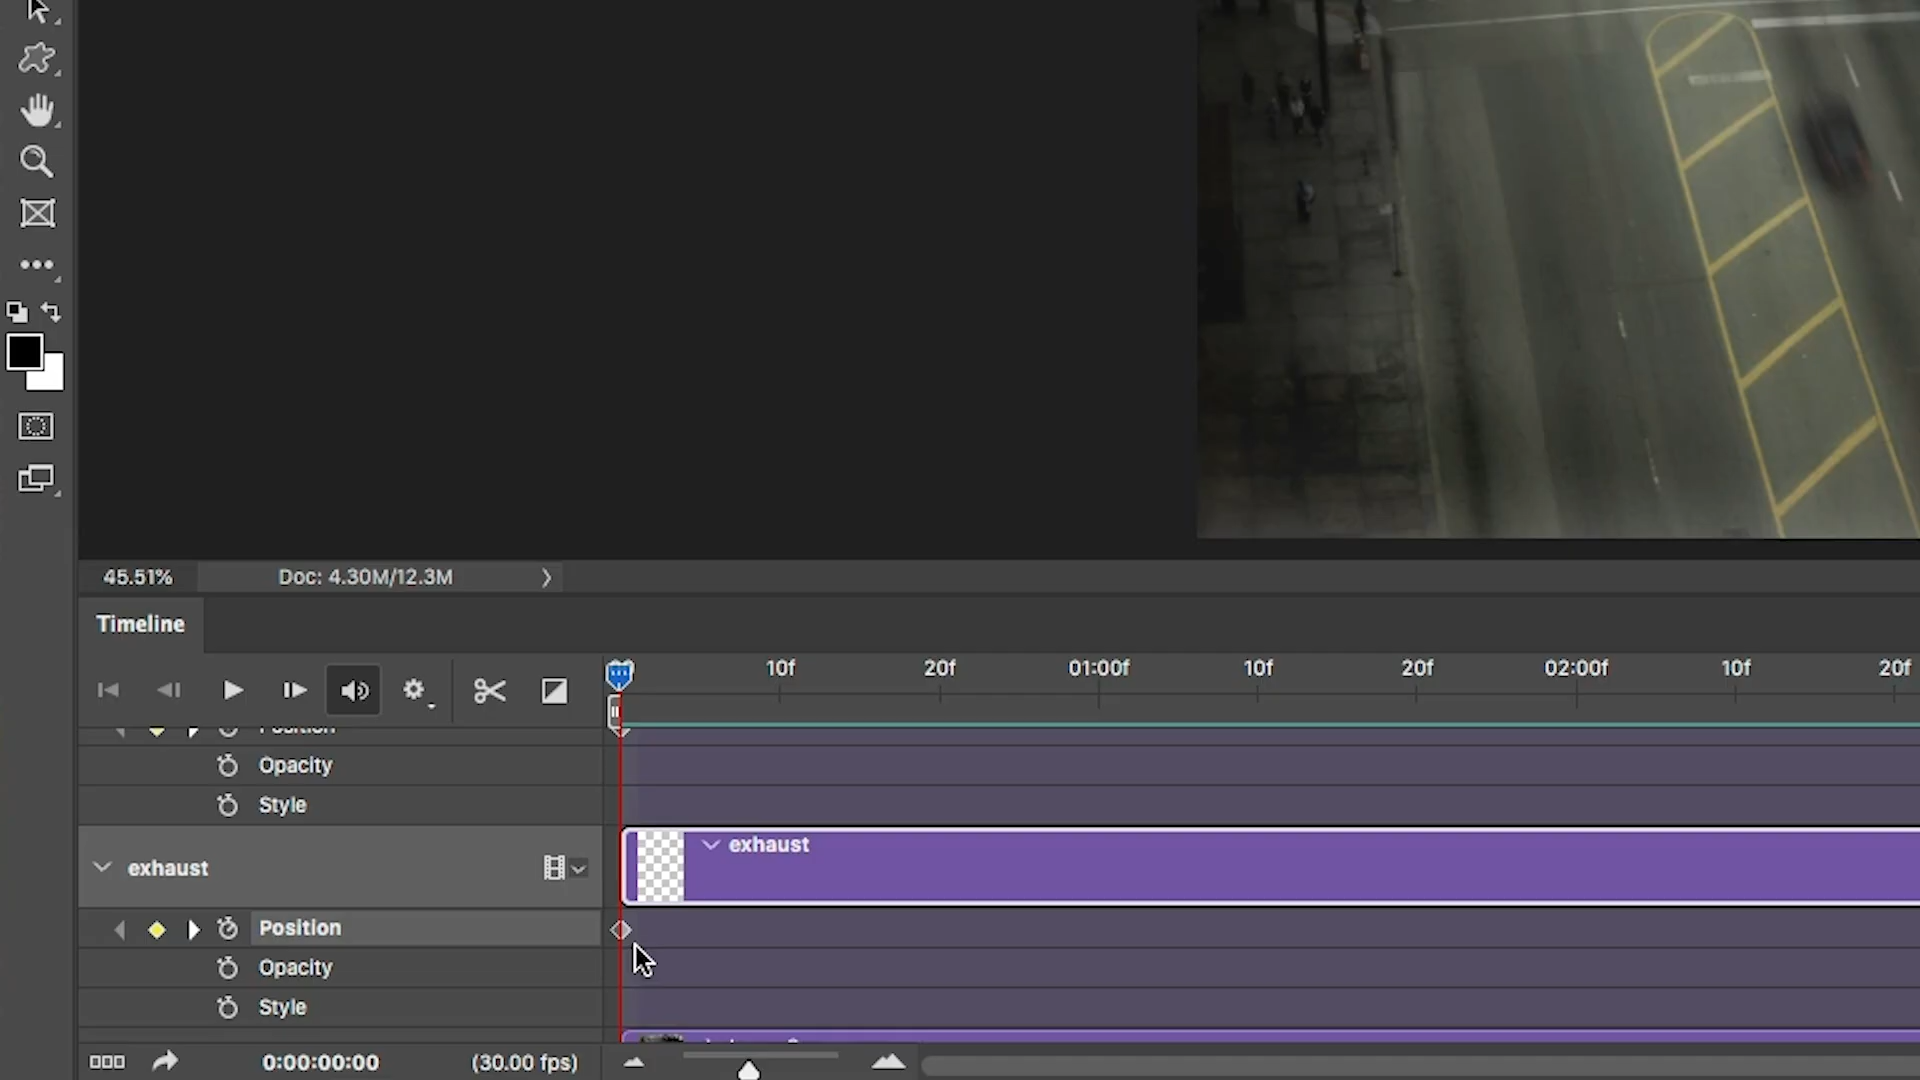 45.51%
Doc: 4.30M/12.3M
Timeline
10f 20f 01:00f 10f 20f 02:00f 10f 20f
Position
Opacity
Style
exhaust
exhaust
Position
Opacity
Style
0:00:00:00 (30.00 fps)